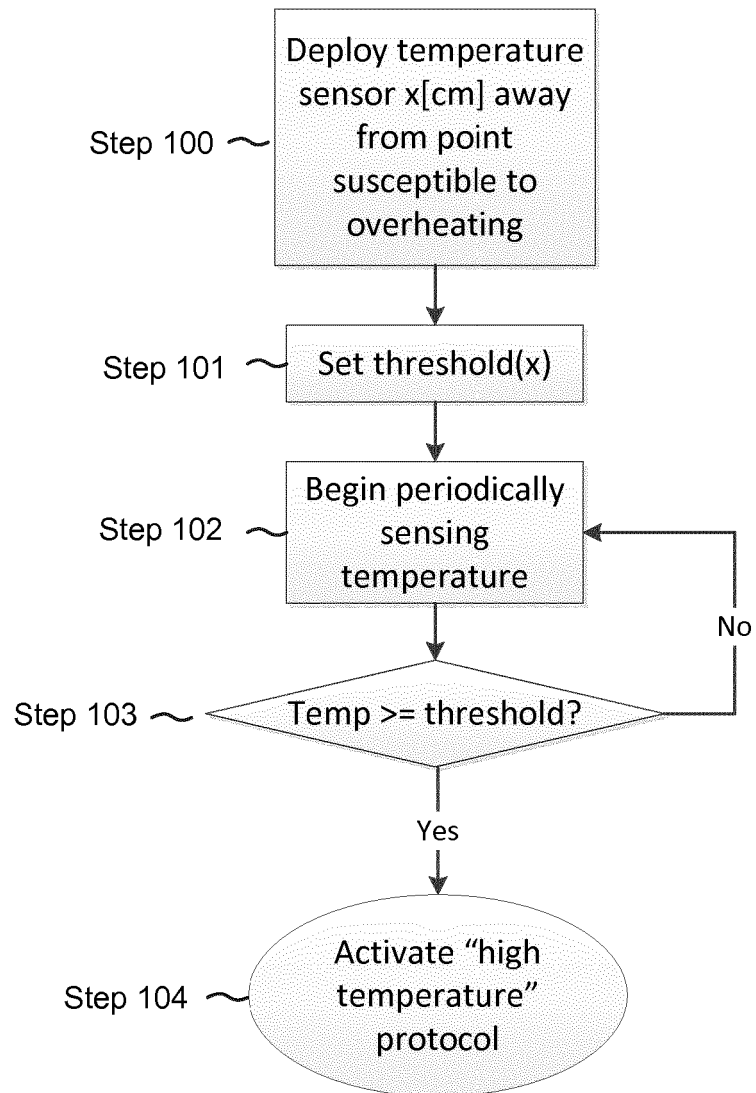 Deploy temperature
sensor x[cm] away
from point
susceptible to
overheating
Step 100
Set threshold(x)
Step 101
Begin periodically
sensing
temperature
Step 102
No
Temp >= threshold?
Step 103
Yes
Activate “high
temperature”
protocol
Step 104